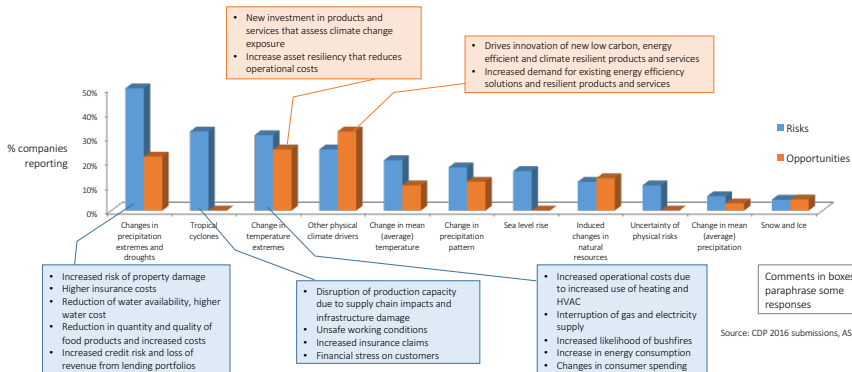 • New investment in products and
services that assess climate change
exposure
• Increase asset resiliency that reduces
operational costs
• Drives innovation of new low carbon, energy
efficient and climate resilient products and services
• Increased demand for existing energy efficiency
solutions and resilient products and services
% companies
reporting
50%
40%
30%
20%
10%
0%
Risks
Opportunities
Changes in
precipitation
extremes and
droughts
Tropical
cyclones
Change in
temperature
extremes
Other physical
climate drivers
Change in mean
(average)
temperature
Change in
precipitation
pattern
Sea level rise
Induced
changes in
natural
resources
Uncertainty of
physical risks
Change in mean
(average)
precipitation
Snow and Ice
• Increased risk of property damage
• Higher insurance costs
• Reduction of water availability, higher
water cost
• Reduction in quantity and quality of
food products and increased costs
• Increased credit risk and loss of
revenue from lending portfolios
• Disruption of production capacity
due to supply chain impacts and
infrastructure damage
• Unsafe working conditions
• Increased insurance claims
• Financial stress on customers
• Increased operational costs due
to increased use of heating and
HVAC
• Interruption of gas and electricity
supply
• Increased likelihood of bushfires
• Increase in energy consumption
• Changes in consumer spending
Comments in boxes
paraphrase some
responses
Source: CDP 2016 submissions, AS